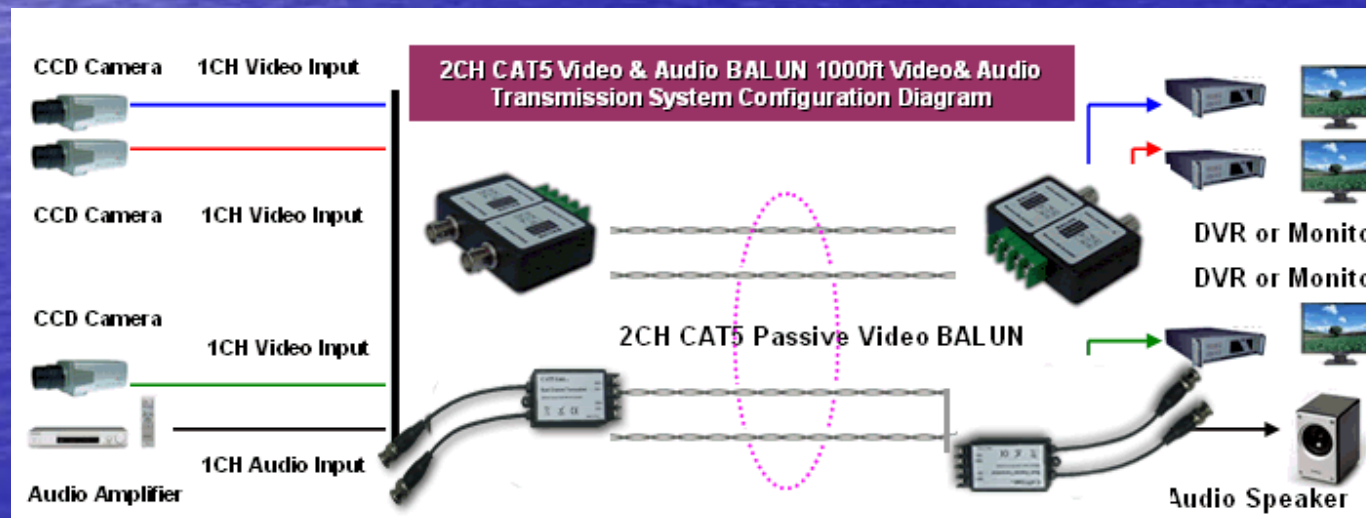 2CH CAT5 Video & Audio BALUN 1000ft Video& Audio
Transmission System Configuration Diagram
CCD Camera
1CH Video Input
CCD Camera
1CH Video Input
CCD Camera
1CH Video Input
1CH Audio Input
Audio Amplifier
2CH CAT5 Passive Video BALUN
DVR or Monito
DVR or Monito
Audio Speaker